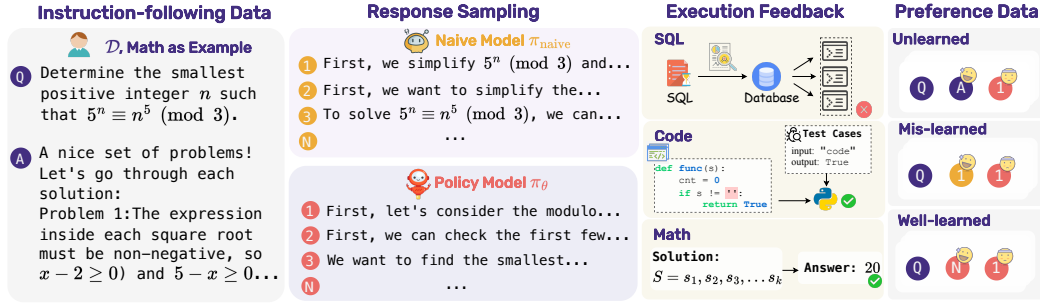 Instruction-following Data
𝒟, Math as Example
Q
Determine the smallest
positive integer n such
that 5ⁿ ≡ n⁵ (mod 3).
A
A nice set of problems!
Let's go through each
solution:
Problem 1:The expression
inside each square root
must be non-negative, so
x − 2 ≥ 0) and 5 − x ≥ 0...
Response Sampling
Naive Model π_naive
1 First, we simplify 5ⁿ (mod 3) and...
2 First, we want to simplify the...
3 To solve 5ⁿ ≡ n⁵ (mod 3), we can...
N ...
Policy Model π_θ
1 First, let's consider the modulo...
2 First, we can check the first few...
3 We want to find the smallest...
N ...
Execution Feedback
SQL
SQL
SQL
Database
Code
Test Cases
input: "code"
output: True
def func(s):
cnt = 0
if s != '':
return True
Math
Solution:
S = s₁, s₂, s₃, . . . sₖ
Answer: 20
Preference Data
Unlearned
Q A 1
Mis-learned
Q 1 1
Well-learned
Q N 1